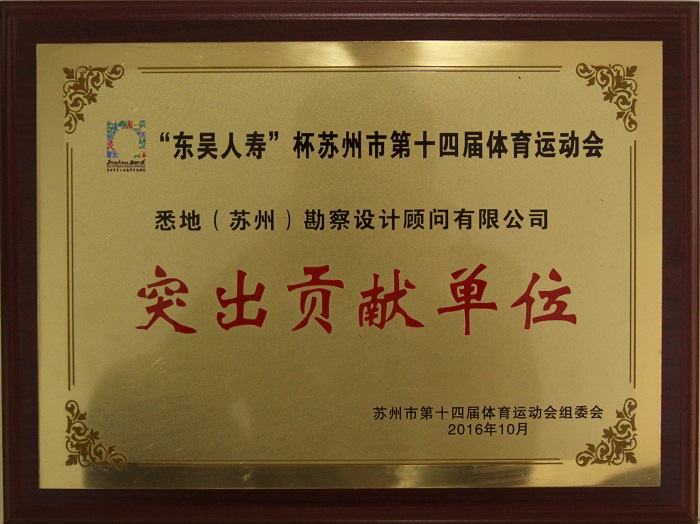 “东吴人寿”杯苏州市第十四届体育运动会
悉地（苏州）勘察设计顾问有限公司
突出贡献单位
苏州市第十四届体育运动会组委会
2016年10月